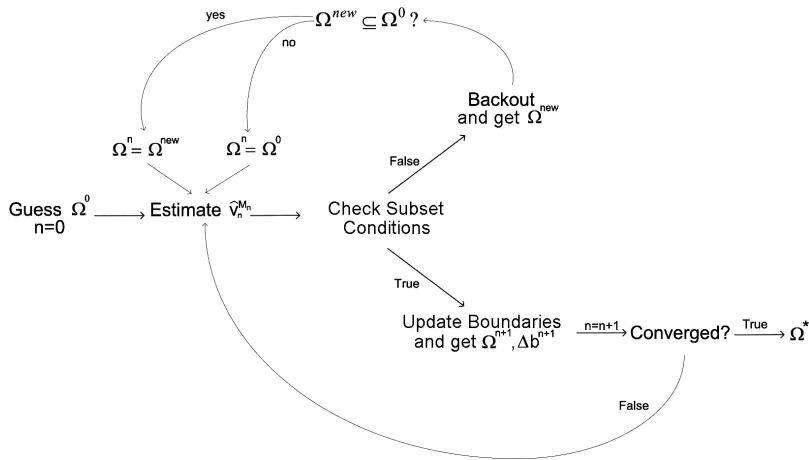 yes
Ω^{new} ⊆ Ω^0 ?
no
Backout
and get Ω^{new}
Ω^n = Ω^{new}
Ω^n = Ω^0
False
Guess Ω^0
n=0
Estimate v̂_n^{M_n}
Check Subset
Conditions
True
Update Boundaries
and get Ω^{n+1}, Δb^{n+1}
n=n+1
Converged?
True
Ω^*
False